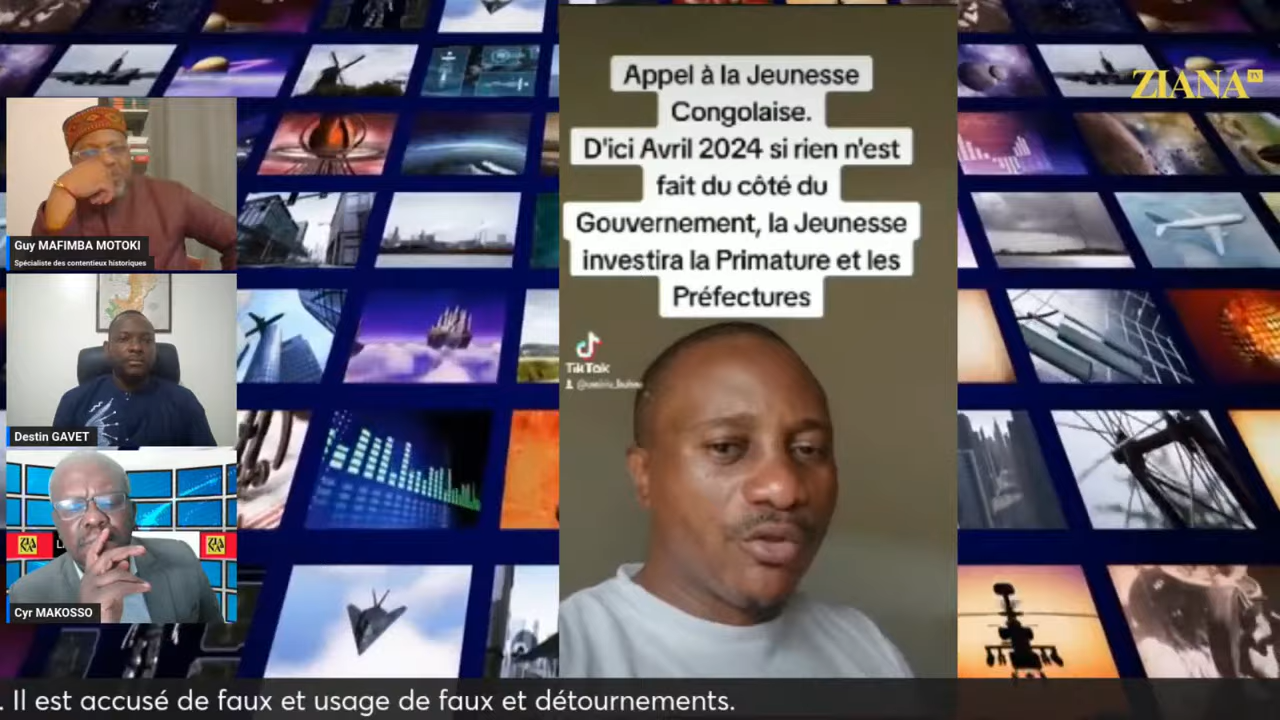 ZIANA TV
Appel à la Jeunesse
Congolaise.
D'ici Avril 2024 si rien n'est
fait du côté du
Gouvernement, la Jeunesse
investira la Primature et les
Préfectures
TikTok
Guy MAFIMBA MOTOKI
Spécialiste des contentieux historiques
Destin GAVET
Cyr MAKOSSO
. Il est accusé de faux et usage de faux et détournements.